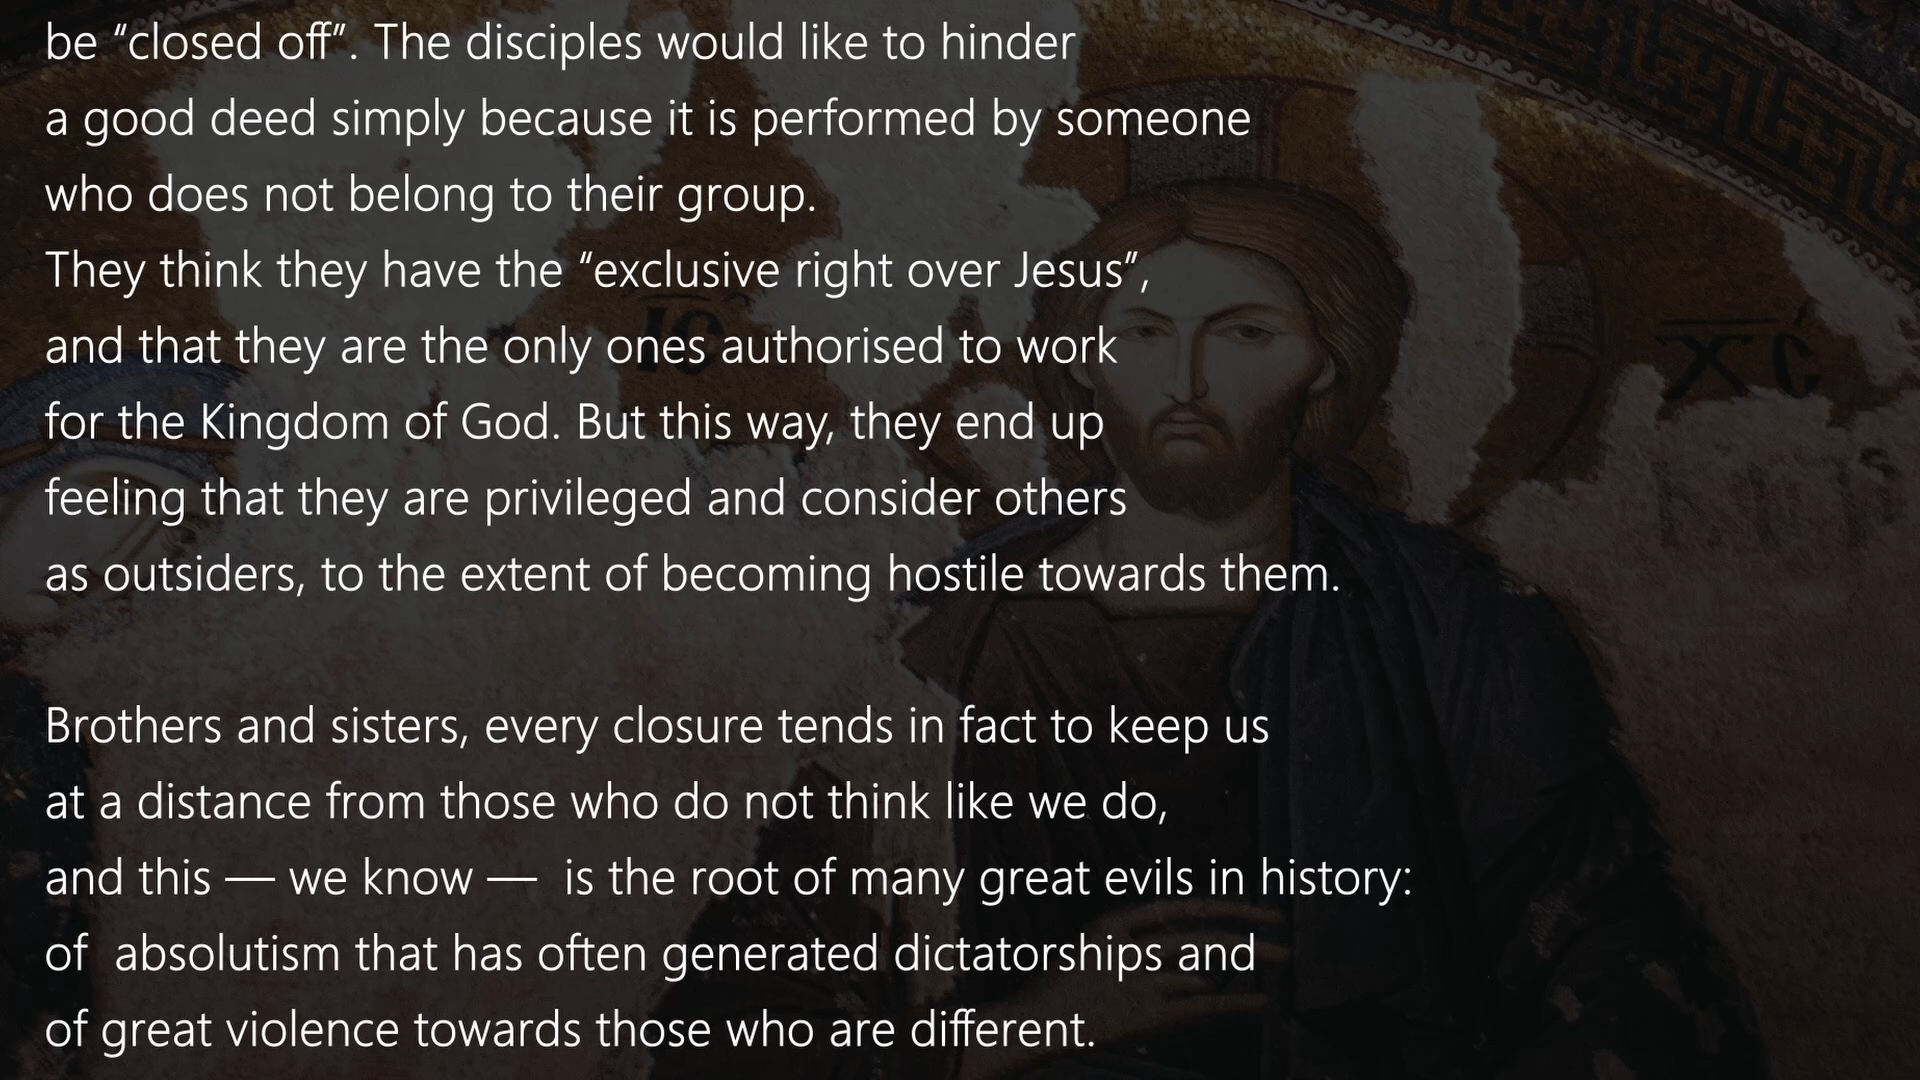 be “closed off”. The disciples would like to hinder
a good deed simply because it is performed by someone
who does not belong to their group.
They think they have the “exclusive right over Jesus”,
and that they are the only ones authorised to work
for the Kingdom of God. But this way, they end up
feeling that they are privileged and consider others
as outsiders, to the extent of becoming hostile towards them.
Brothers and sisters, every closure tends in fact to keep us
at a distance from those who do not think like we do,
and this — we know —  is the root of many great evils in history:
of  absolutism that has often generated dictatorships and
of great violence towards those who are different.
IC
XC